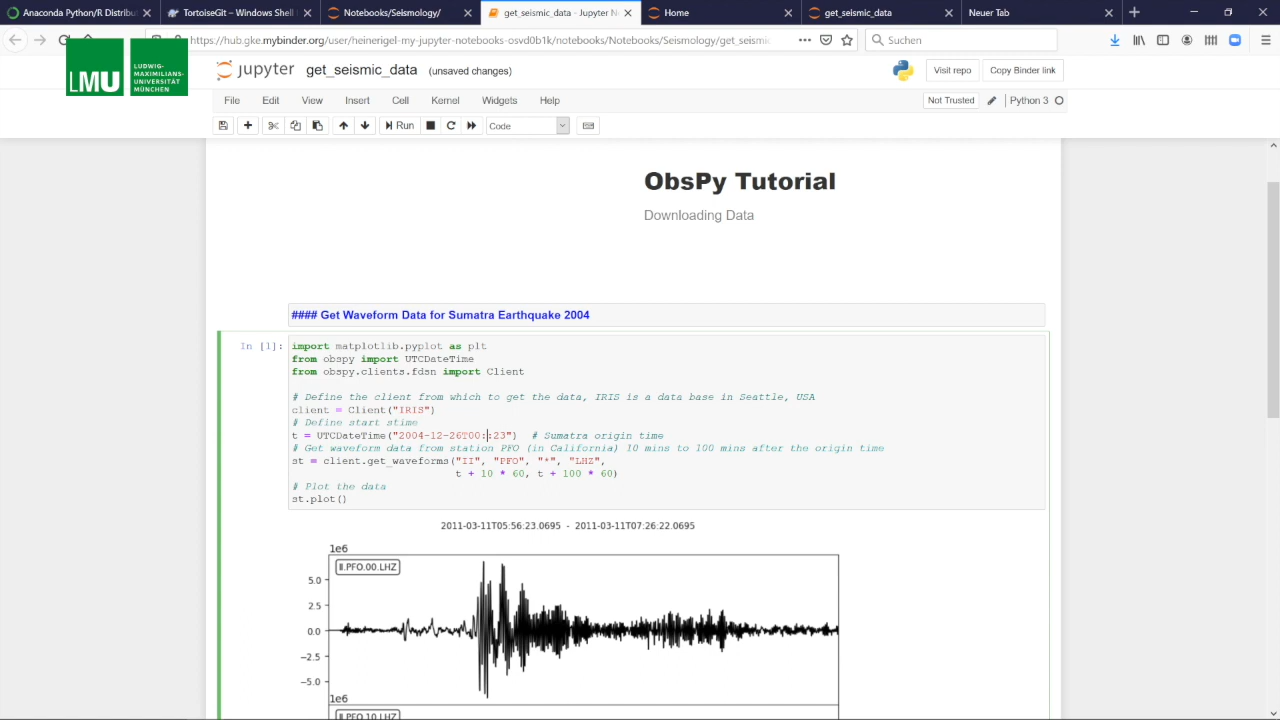 Anaconda Python/R Distribut
TortoiseGit – Windows Shell I
Notebooks/Seismology/
get_seismic_data - Jupyter N
Home
get_seismic_data
Neuer Tab
https://hub.gke.mybinder.org/user/heinerigel-my-jupyter-notebooks-osvd0b1k/notebooks/Notebooks/Seismology/get_seismic
Suchen
LMU
LUDWIG-
MAXIMILIANS-
UNIVERSITÄT
MÜNCHEN
jupyter get_seismic_data (unsaved changes)
Visit repo
Copy Binder link
File Edit View Insert Cell Kernel Widgets Help
Not Trusted
Python 3
Run
Code
ObsPy Tutorial
Downloading Data
#### Get Waveform Data for Sumatra Earthquake 2004
In [1]:
import matplotlib.pyplot as plt
from obspy import UTCDateTime
from obspy.clients.fdsn import Client
# Define the client from which to get the data, IRIS is a data base in Seattle, USA
client = Client("IRIS")
# Define start stime
t = UTCDateTime("2004-12-26T00::23") # Sumatra origin time
# Get waveform data from station PFO (in California) 10 mins to 100 mins after the origin time
st = client.get_waveforms("II", "PFO", "*", "LHZ",
t + 10 * 60, t + 100 * 60)
# Plot the data
st.plot()
2011-03-11T05:56:23.0695 - 2011-03-11T07:26:22.0695
1e6
II.PFO.00.LHZ
5.0
2.5
0.0
−2.5
−5.0
1e6
II.PFO.10.LHZ